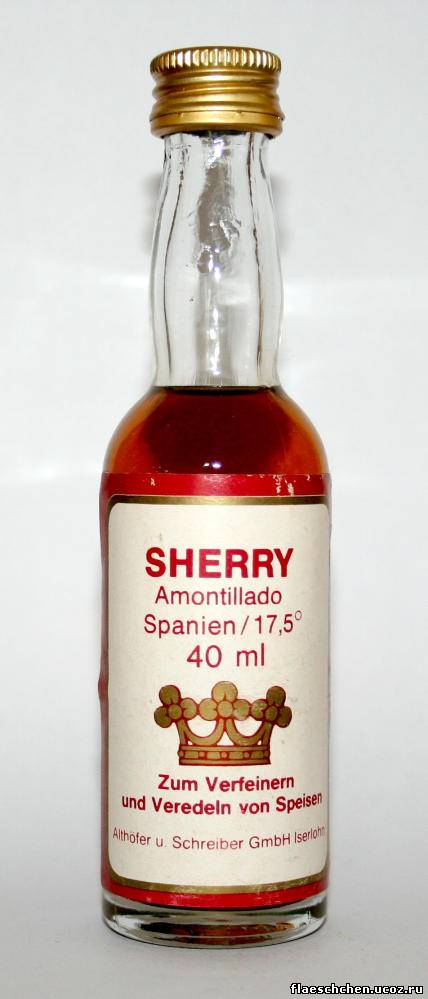 SHERRY
Amontillado
Spanien / 17,5°
40 ml
Zum Verfeinern
und Veredeln von Speisen
Althöfer u. Schreiber GmbH Iserlohn
flaeschchen.ucoz.ru